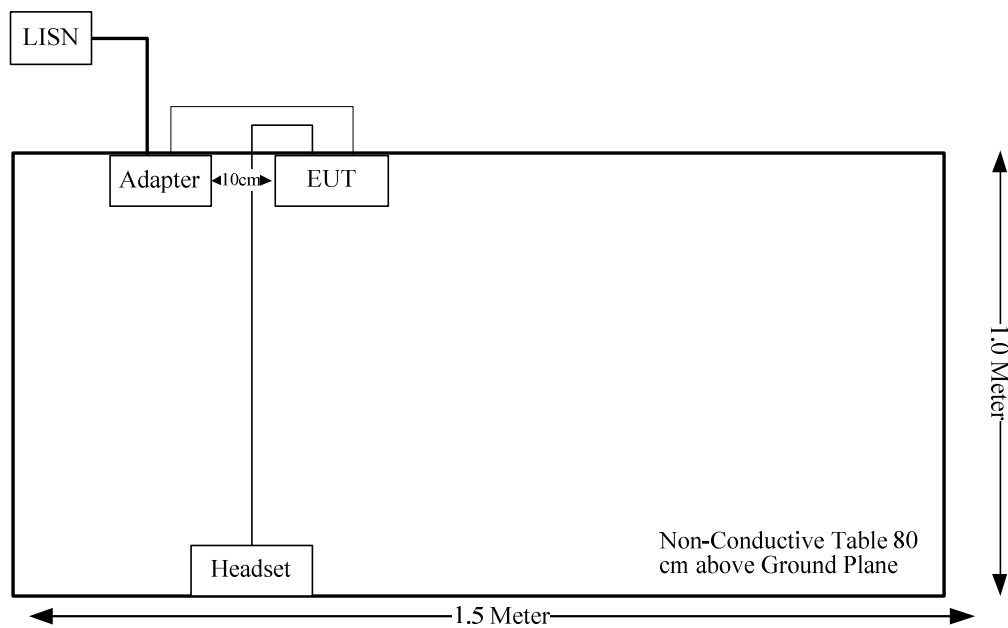 LISN
Adapter
10cm
EUT
1.0 Meter
Headset
Non-Conductive Table 80
cm above Ground Plane
1.5 Meter